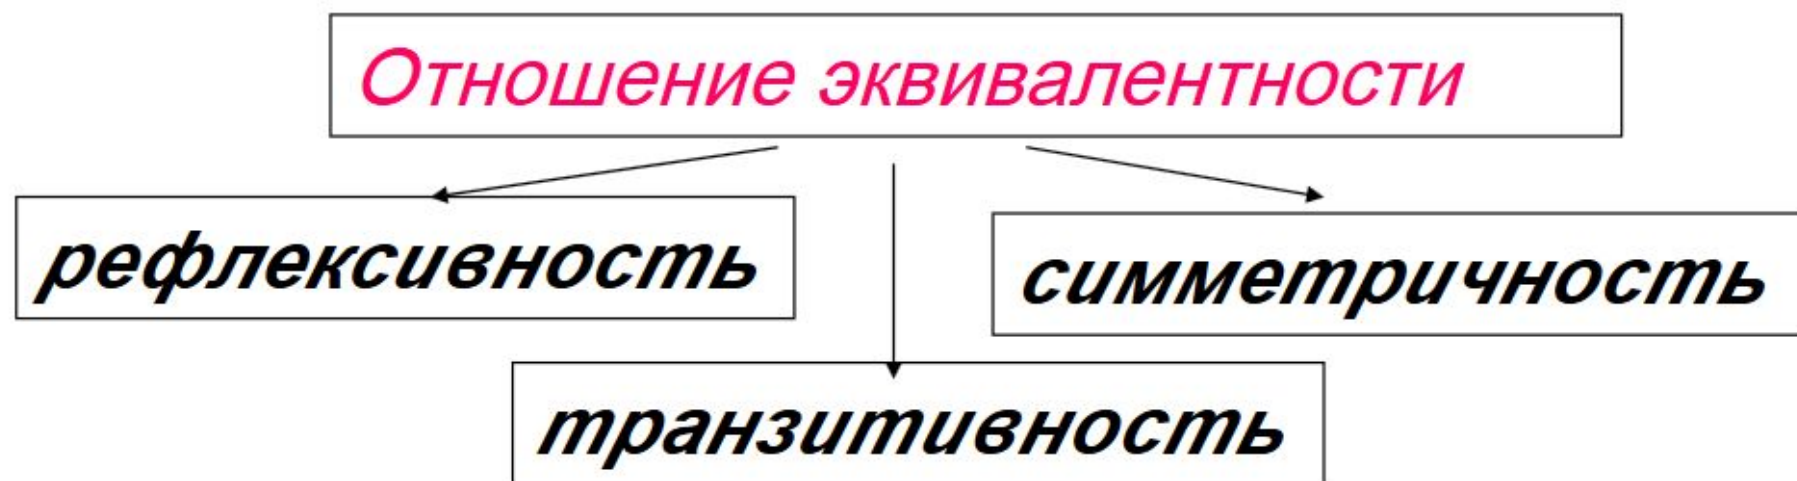 Отношение эквивалентности
рефлексивность
симметричность
транзитивность